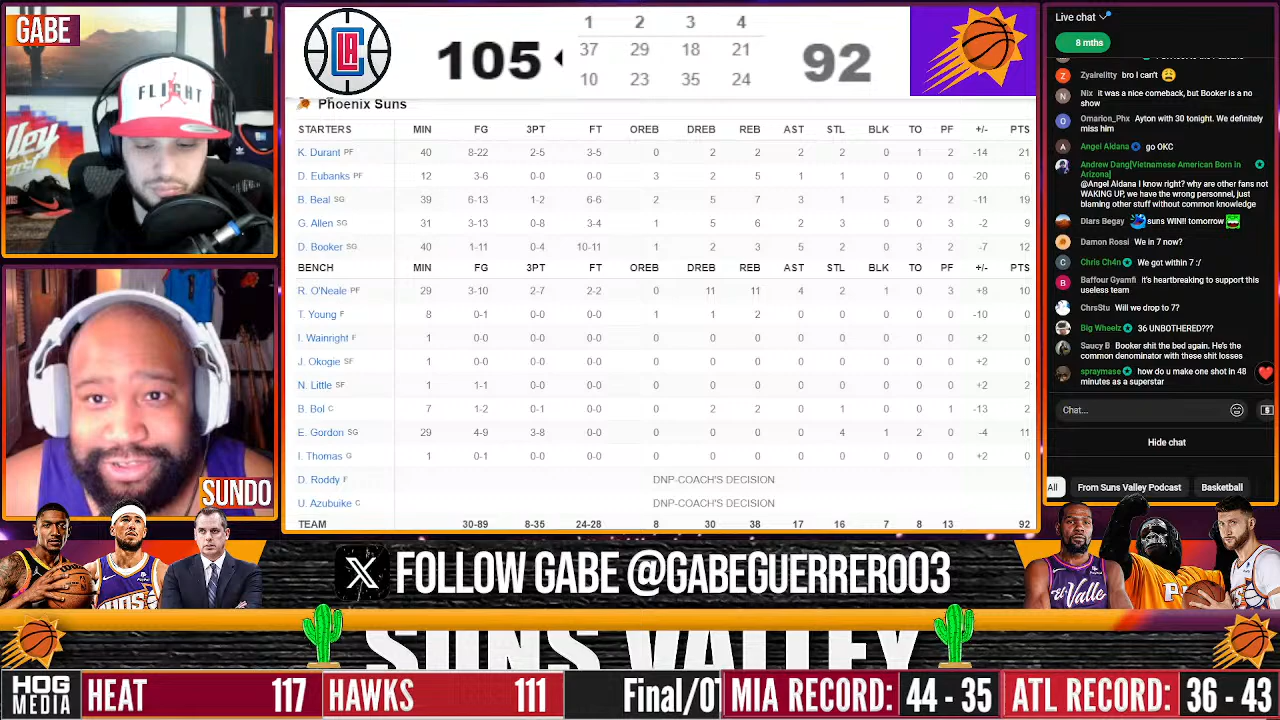 GABE
FLIGHT
Valley
SUNDO
LA
105
1 2 3 4
37 29 18 21
10 23 35 24
92
Phoenix Suns
STARTERS MIN FG 3PT FT OREB DREB REB AST STL BLK TO PF +/- PTS
K. Durant PF 40 8-22 2-5 3-5 0 2 2 2 2 0 1 2 -14 21
D. Eubanks PF 12 3-6 0-0 0-0 3 2 5 1 1 0 0 0 -20 6
B. Beal SG 39 6-13 1-2 6-6 2 5 7 3 1 5 2 2 -11 19
G. Allen SG 31 3-13 0-8 3-4 1 5 6 2 3 0 0 3 -2 9
D. Booker SG 40 1-11 0-4 10-11 1 2 3 5 2 0 3 2 -7 12
BENCH MIN FG 3PT FT OREB DREB REB AST STL BLK TO PF +/- PTS
R. O'Neale PF 29 3-10 2-7 2-2 0 11 11 4 2 1 0 3 +8 10
T. Young F 8 0-1 0-0 0-0 1 1 2 0 0 0 0 0 -10 0
I. Wainright F 1 0-0 0-0 0-0 0 0 0 0 0 0 0 0 +2 0
J. Okogie SF 1 0-0 0-0 0-0 0 0 0 0 0 0 0 0 +2 0
N. Little SF 1 1-1 0-0 0-0 0 0 0 0 0 0 0 0 +2 2
B. Bol C 7 1-2 0-1 0-0 0 2 2 0 1 0 0 1 -13 2
E. Gordon SG 29 4-9 3-8 0-0 0 0 0 0 4 1 2 0 -4 11
I. Thomas G 1 0-1 0-0 0-0 0 0 0 0 0 0 0 0 +2 0
D. Roddy F DNP-COACH'S DECISION
U. Azubuike C DNP-COACH'S DECISION
TEAM 30-89 8-35 24-28 8 30 38 17 16 7 8 13 92
Live chat
8 mths
Zyairelitty bro I can't
Nix it was a nice comeback, but Booker is a no
show
Omarion_Phx Ayton with 30 tonight. We definitely
miss him
Angel Aldana go OKC
Andrew Dang[Vietnamese American Born in
Arizona]
@Angel Aldana I know right? why are other fans not
WAKING UP, we have the wrong personnel, just
blaming other stuff without common knowledge
Dlars Begay suns WIN!! tomorrow
Damon Rossi We in 7 now?
Chris Ch4n We got within 7 :/
Baffour Gyamfi it's heartbreaking to support this
useless team
ChrsStu Will we drop to 7?
Big Wheelz 36 UNBOTHERED???
Saucy B Booker shit the bed again. He's the
common denominator with these shit losses
spraymase how do u make one shot in 48
minutes as a superstar
Chat...
Hide chat
All From Suns Valley Podcast Basketball
X FOLLOW GABE @GABEGUERRERO03
SUNS VALLEY
HOG
MEDIA
HEAT 117 HAWKS 111 Final/OT MIA RECORD: 44 - 35 ATL RECORD: 36 - 43